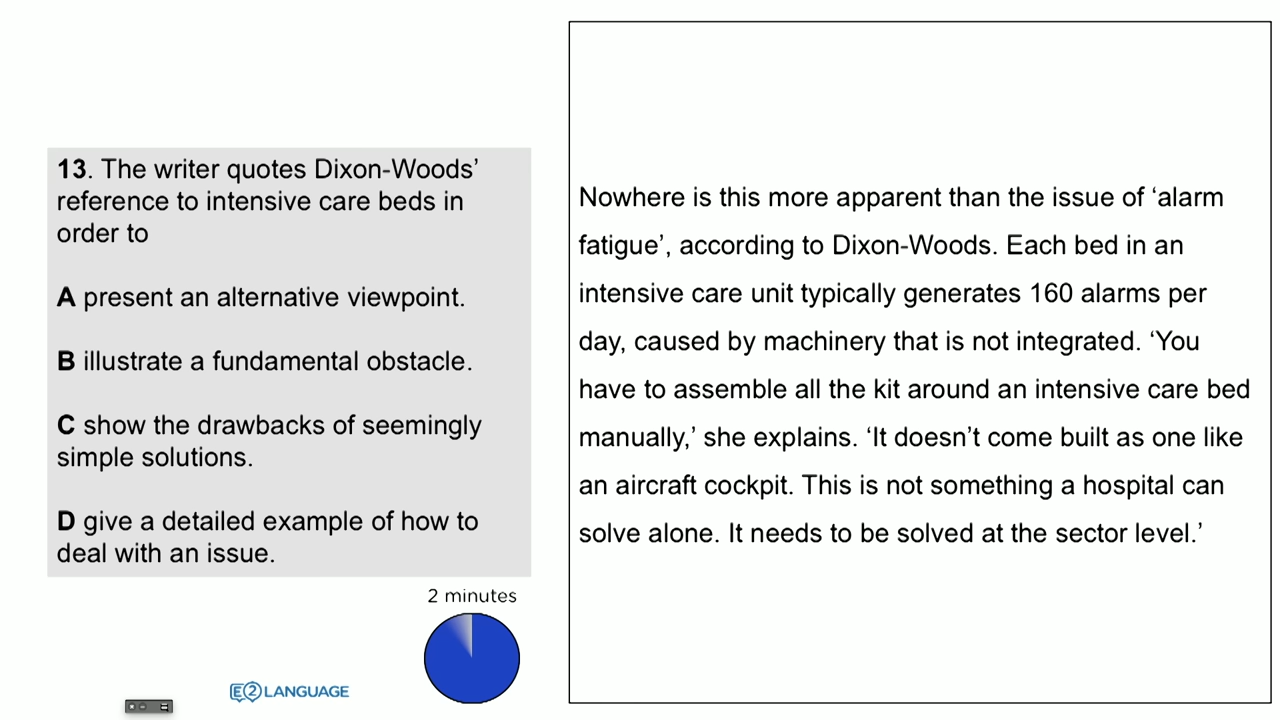 13. The writer quotes Dixon-Woods’
reference to intensive care beds in
order to
A present an alternative viewpoint.
B illustrate a fundamental obstacle.
C show the drawbacks of seemingly
simple solutions.
D give a detailed example of how to
deal with an issue.
2 minutes
E2 LANGUAGE
Nowhere is this more apparent than the issue of ‘alarm
fatigue’, according to Dixon-Woods. Each bed in an
intensive care unit typically generates 160 alarms per
day, caused by machinery that is not integrated. ‘You
have to assemble all the kit around an intensive care bed
manually,’ she explains. ‘It doesn’t come built as one like
an aircraft cockpit. This is not something a hospital can
solve alone. It needs to be solved at the sector level.’